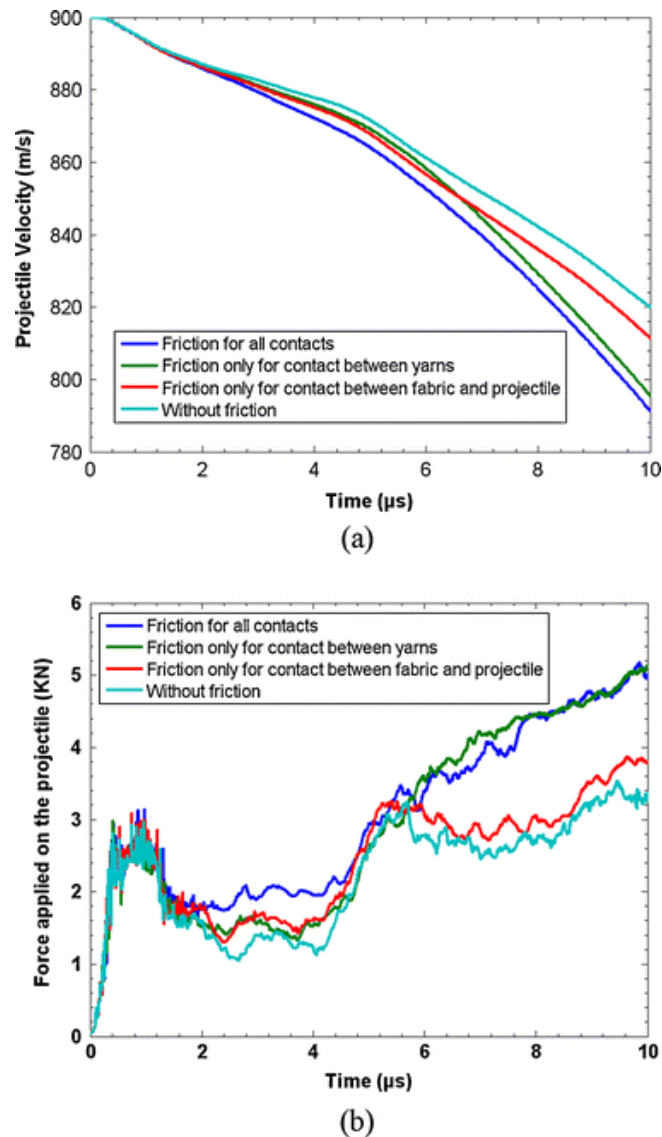 900
880
860
840
820
800
780
Projectile Velocity (m/s)
Friction for all contacts
Friction only for contact between yarns
Friction only for contact between fabric and projectile
Without friction
0 2 4 6 8 10
Time (µs)
(a)
6
5
4
3
2
1
0
Force applied on the projectile (KN)
Friction for all contacts
Friction only for contact between yarns
Friction only for contact between fabric and projectile
Without friction
0 2 4 6 8 10
Time (µs)
(b)